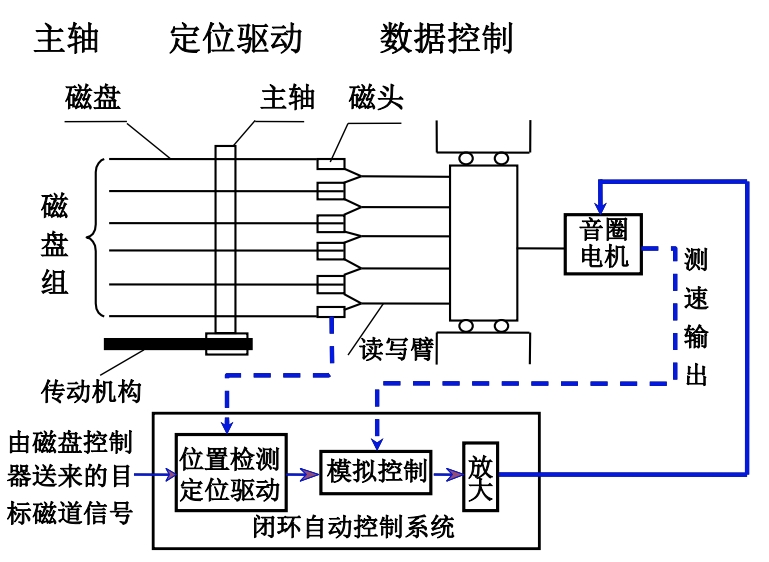 主轴 定位驱动 数据控制
磁盘 主轴 磁头
磁
盘
组
音圈
电机
测
速
输
出
读写臂
传动机构
由磁盘控制
器送来的目
标磁道信号
位置检测
定位驱动
模拟控制
放
大
闭环自动控制系统